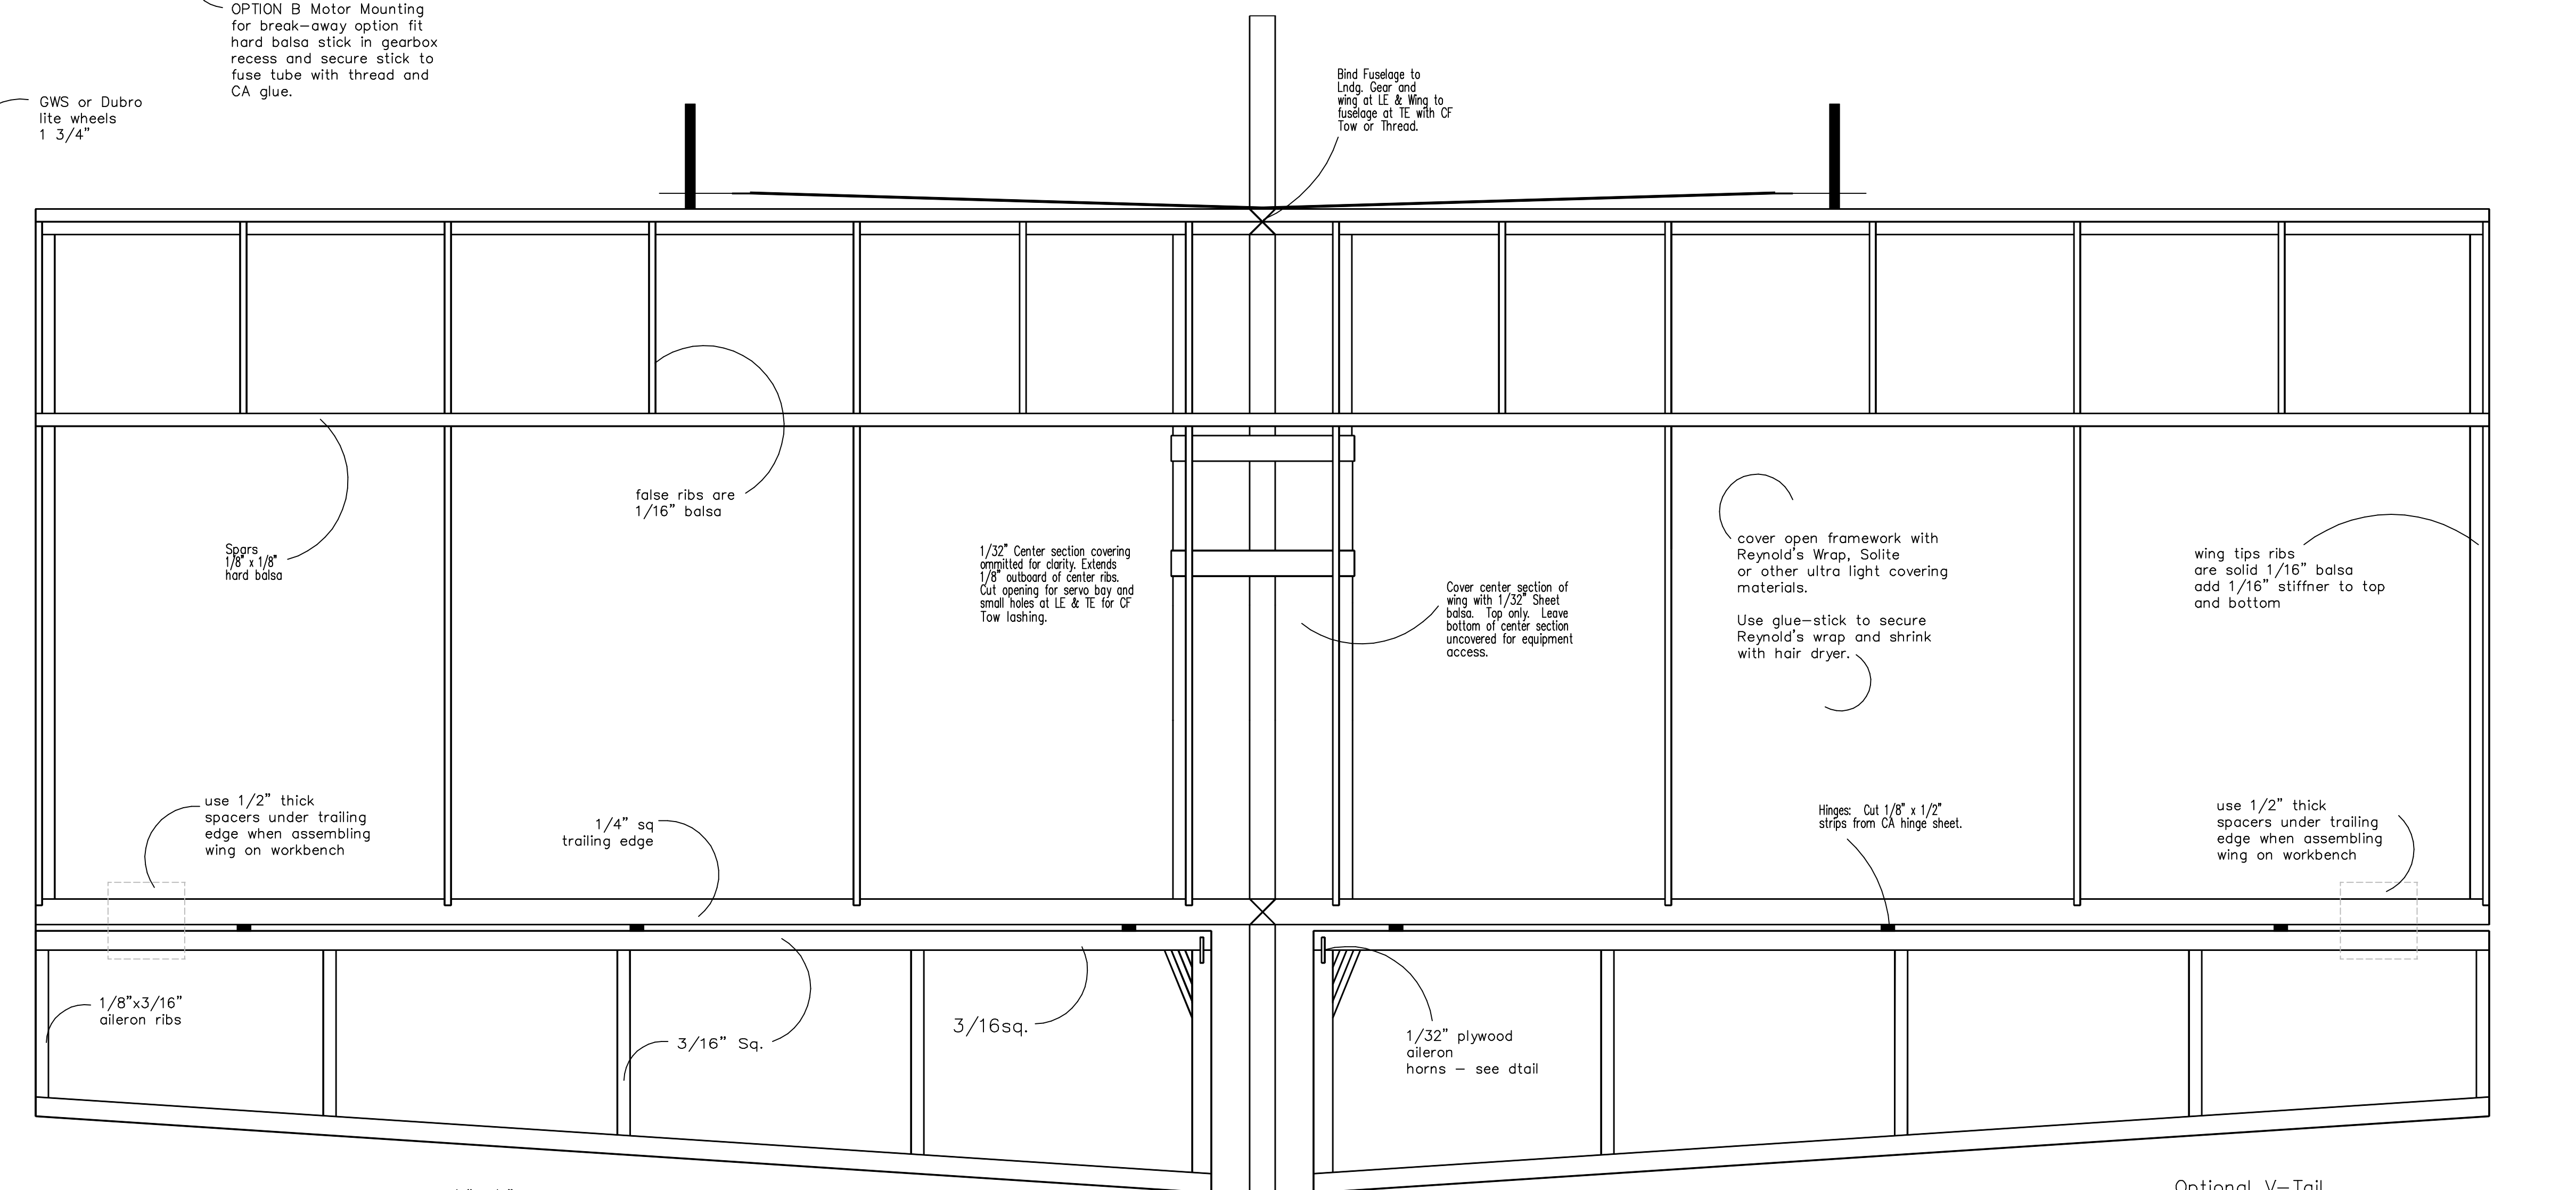 OPTION B Motor Mounting
for break-away option fit
hard balsa stick in gearbox
recess and secure stick to
fuse tube with thread and
CA glue.
GWS or Dubro
lite wheels
1 3/4"
Bind Fuselage to
Lndg. Gear and
wing at LE & Wing to
fuselage at TE with CF
Tow or Thread.
false ribs are
1/16" balsa
Spars
1/8" x 1/8"
hard balsa
1/32" Center section covering
ommitted for clarity. Extends
1/8" outboard of center ribs.
Cut opening for servo bay and
small holes at LE & TE for CF
Tow lashing.
Cover center section of
wing with 1/32" Sheet
balsa. Top only. Leave
bottom of center section
uncovered for equipment
access.
cover open framework with
Reynold's Wrap, Solite
or other ultra light covering
materials.
Use glue-stick to secure
Reynold's wrap and shrink
with hair dryer.
wing tips ribs
are solid 1/16" balsa
add 1/16" stiffner to top
and bottom
use 1/2" thick
spacers under trailing
edge when assembling
wing on workbench
1/4" sq
trailing edge
Hinges: Cut 1/8" x 1/2"
strips from CA hinge sheet.
use 1/2" thick
spacers under trailing
edge when assembling
wing on workbench
1/8"x3/16"
aileron ribs
3/16" Sq.
3/16sq.
1/32" plywood
aileron
horns - see dtail
Optional V-Tail